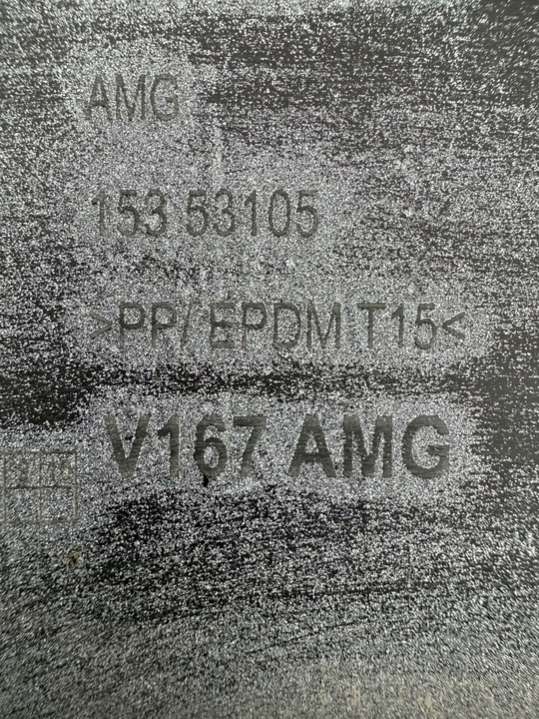 AMG
153 53105
>PP/ EPDM T15<
V167 AMG